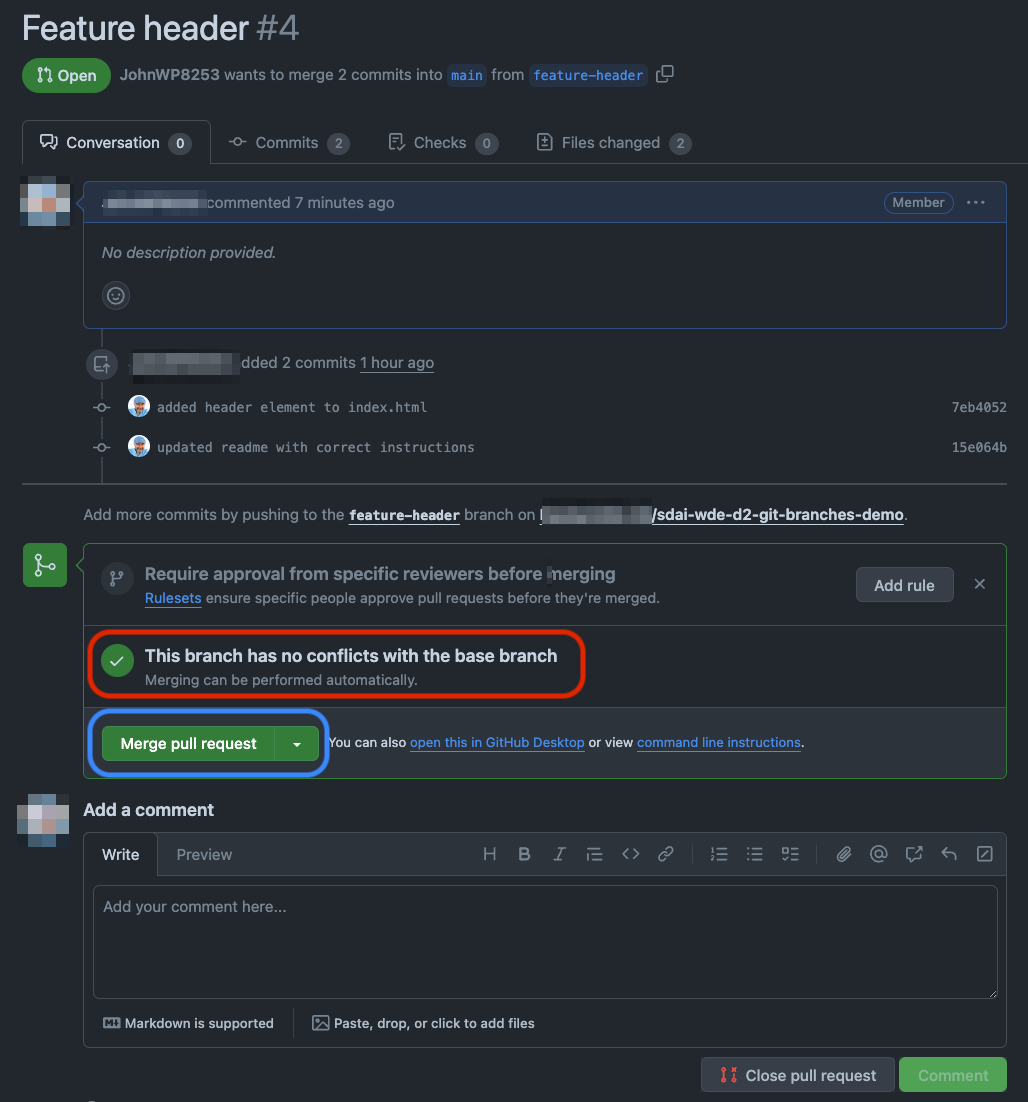 Feature header #4
Open JohnWP8253 wants to merge 2 commits into main from feature-header
Conversation 0 Commits 2 Checks 0 Files changed 2
commented 7 minutes ago Member
No description provided.
dded 2 commits 1 hour ago
added header element to index.html 7eb4052
updated readme with correct instructions 15e064b
Add more commits by pushing to the feature-header branch on /sdai-wde-d2-git-branches-demo.
Require approval from specific reviewers before merging
Rulesets ensure specific people approve pull requests before they're merged.
Add rule
This branch has no conflicts with the base branch
Merging can be performed automatically.
Merge pull request You can also open this in GitHub Desktop or view command line instructions.
Add a comment
Write Preview
Add your comment here...
Markdown is supported Paste, drop, or click to add files
Close pull request Comment